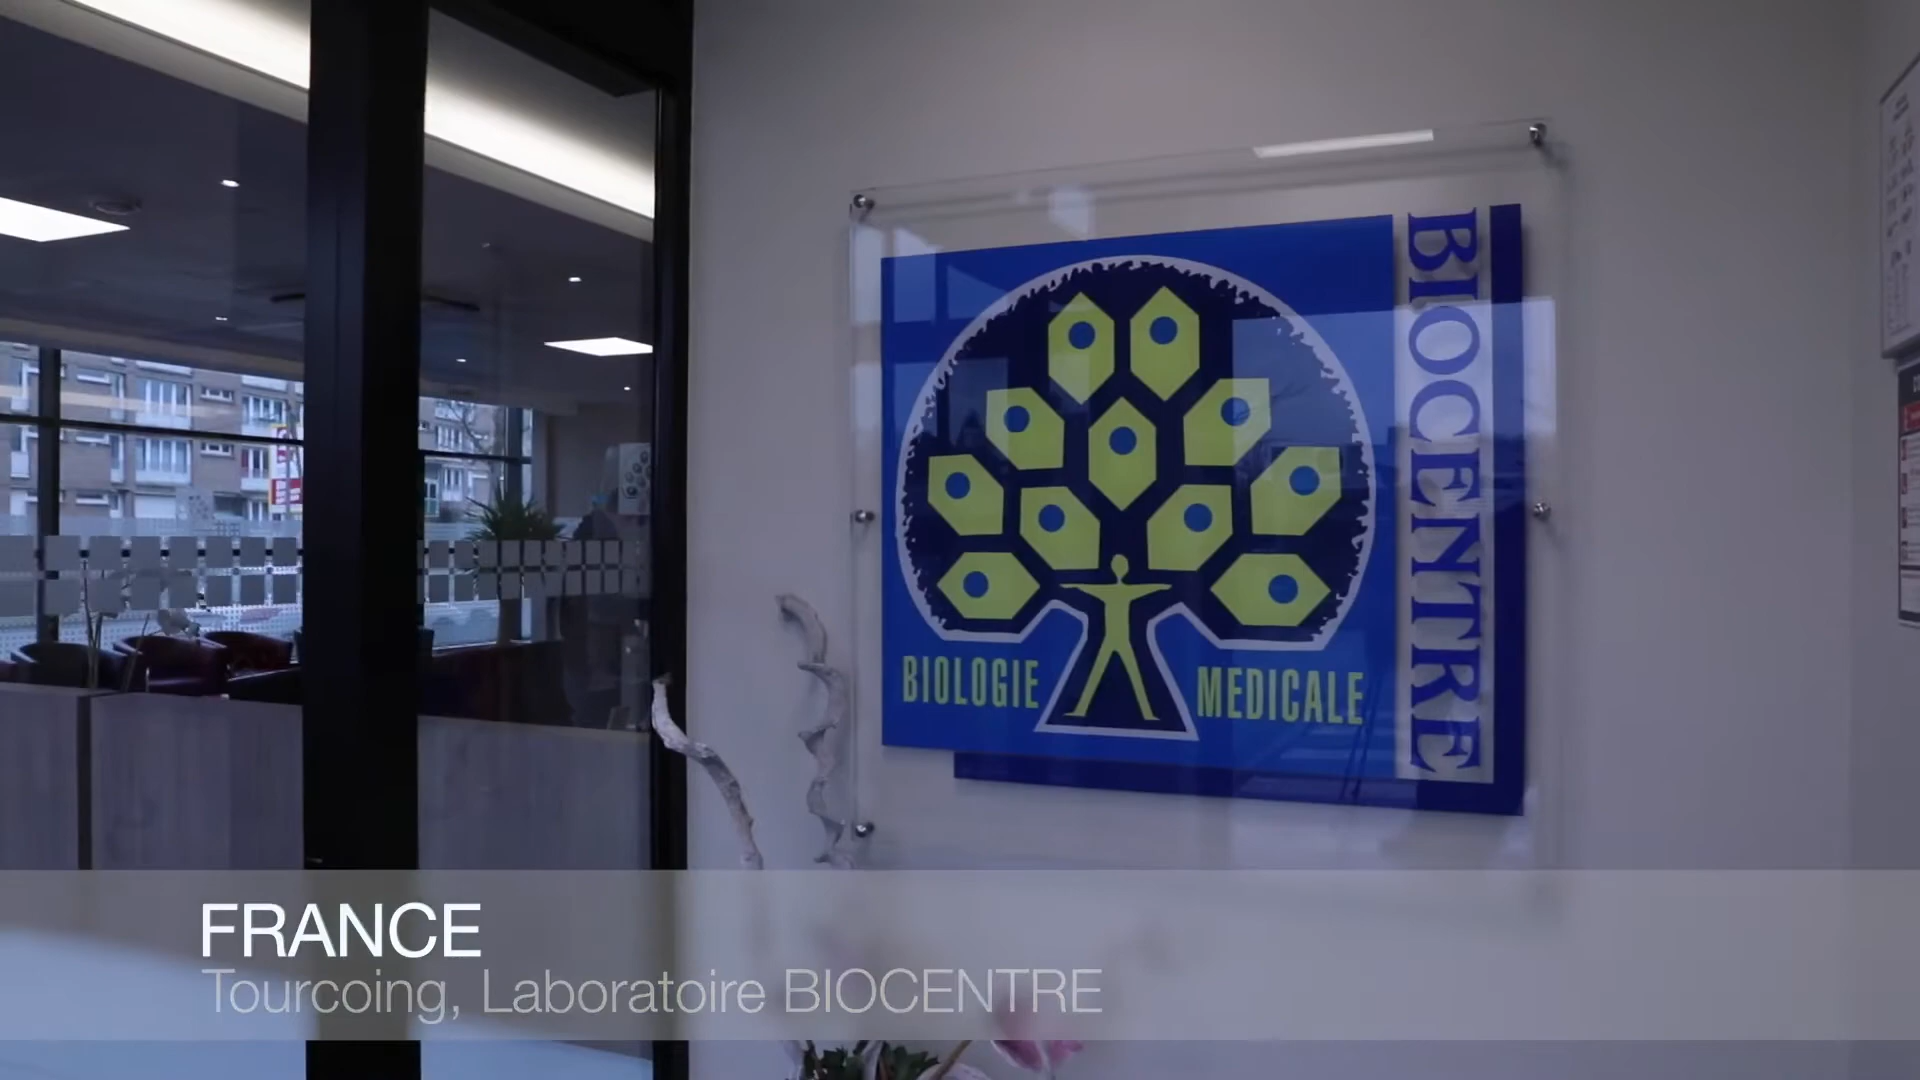 BIOCENTRE
BIOLOGIE MEDICALE
FRANCE
Tourcoing, Laboratoire BIOCENTRE